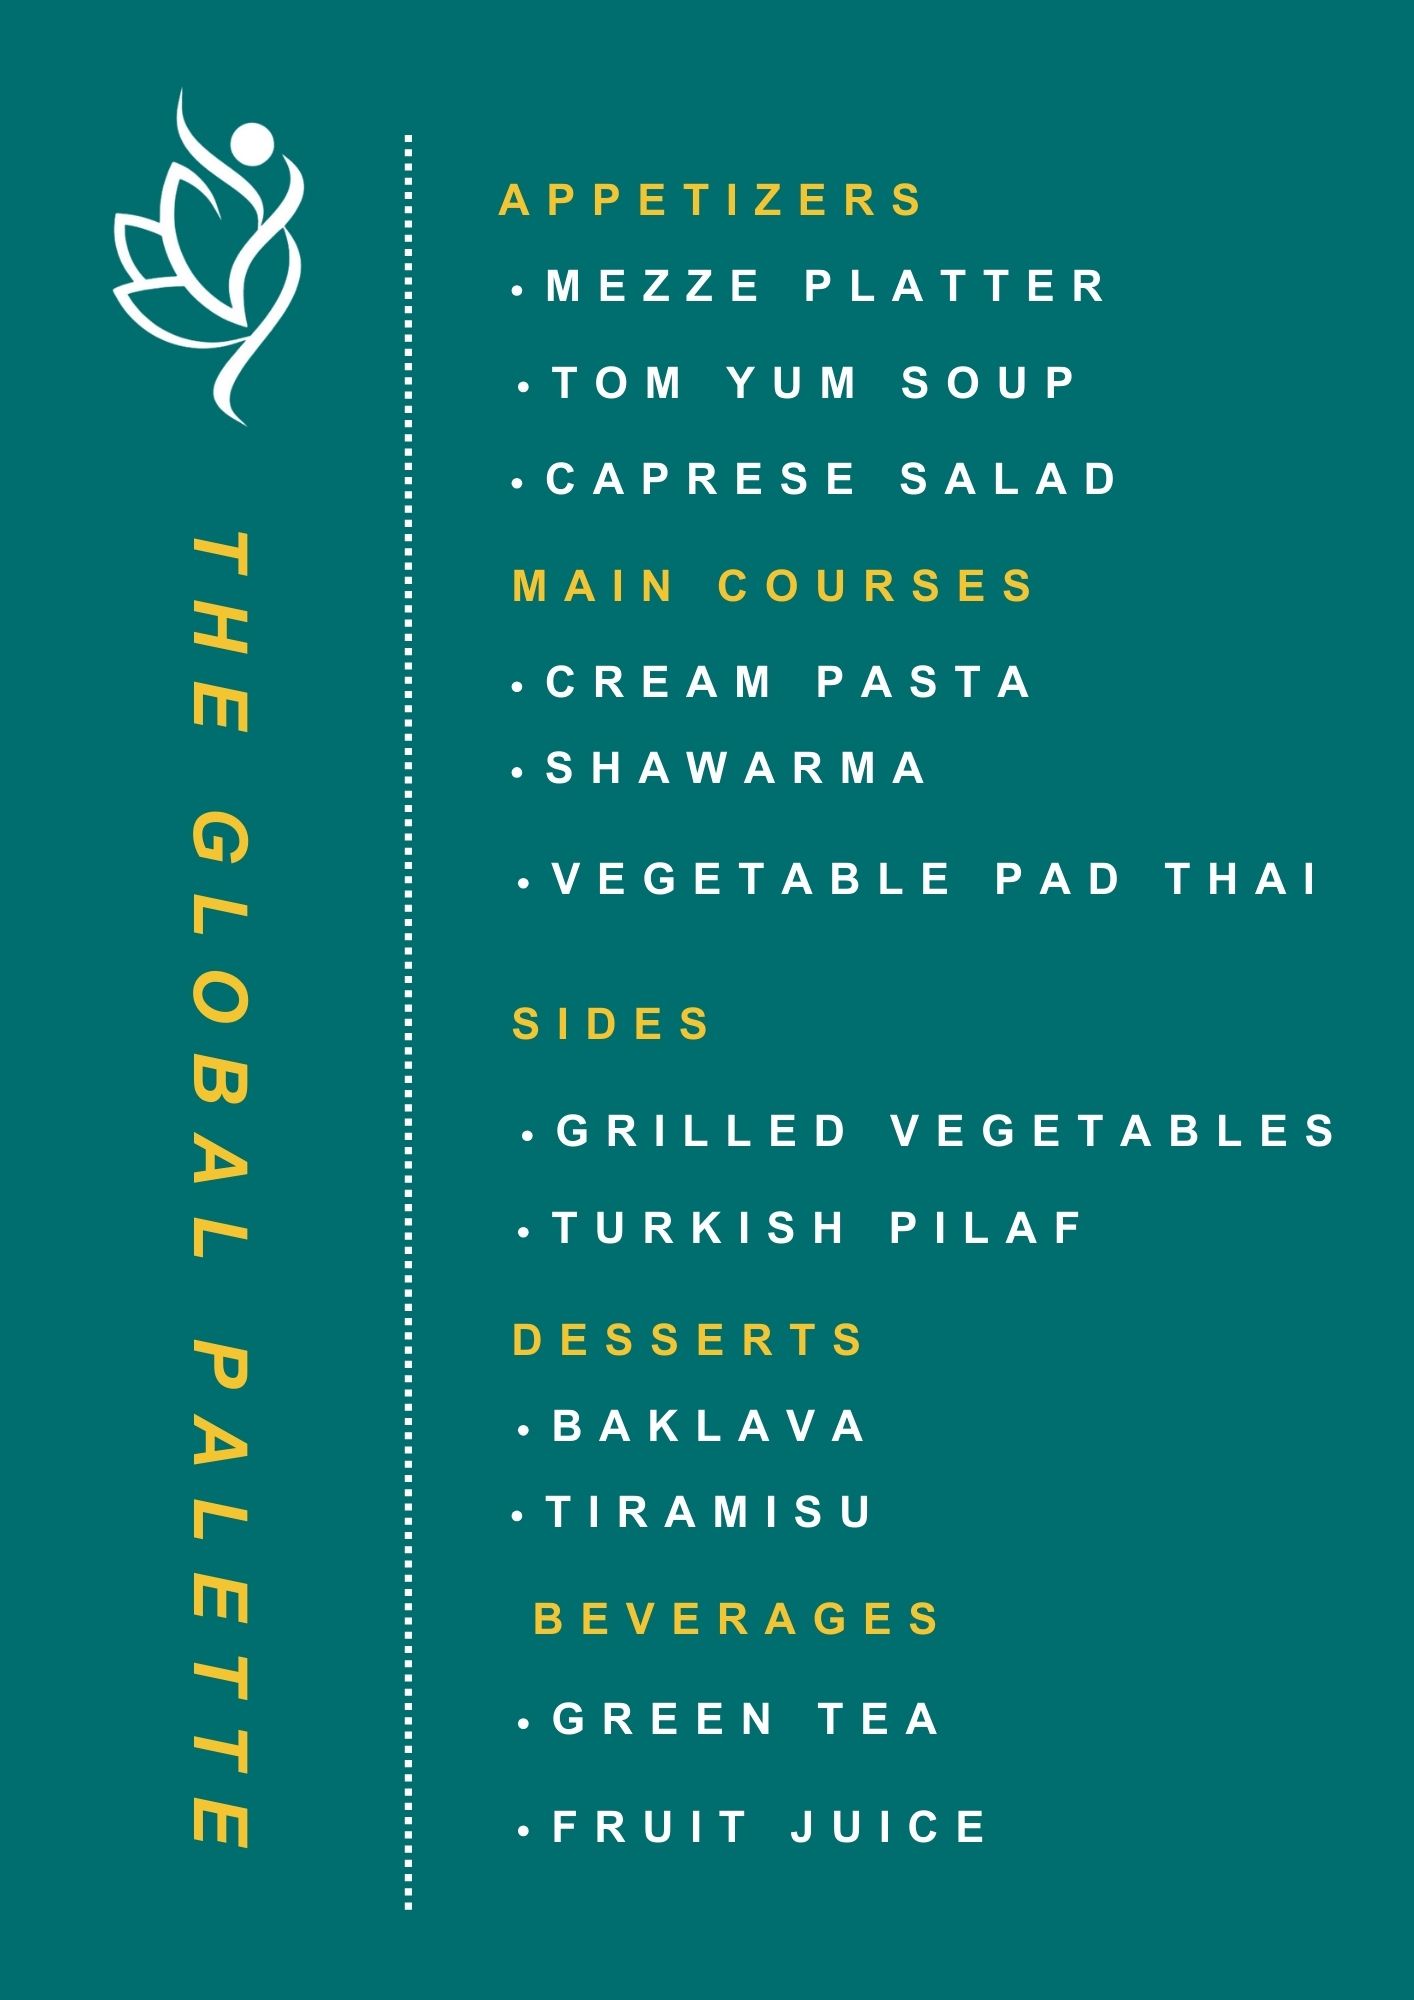 THE GLOBAL PALETTE
APPETIZERS
• MEZZE PLATTER
• TOM YUM SOUP
• CAPRESE SALAD
MAIN COURSES
• CREAM PASTA
• SHAWARMA
• VEGETABLE PAD THAI
SIDES
• GRILLED VEGETABLES
• TURKISH PILAF
DESSERTS
• BAKLAVA
• TIRAMISU
BEVERAGES
• GREEN TEA
• FRUIT JUICE